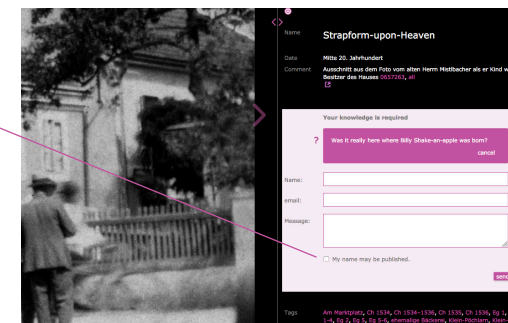 Name Strapform-upon-Heaven
Date Mitte 20. Jahrhundert
Comment Ausschnitt aus dem Foto vom alten Herrn Mistlbacher als er Kind w
Besitzer des Hauses 0657263, all
Your knowledge is required
? Was it really here where Billy Shake-an-apple was born?
cancel
Name:
email:
Message:
My name may be published.
send
Tags Am Marktplatz, Ch 1534, Ch 1534-1536, Ch 1535, Ch 1536, Eg 1,
1-4, Eg 2, Eg 5, Eg 5-6, ehemalige Bäckerei, Klein-Pöchlarn, Klein-